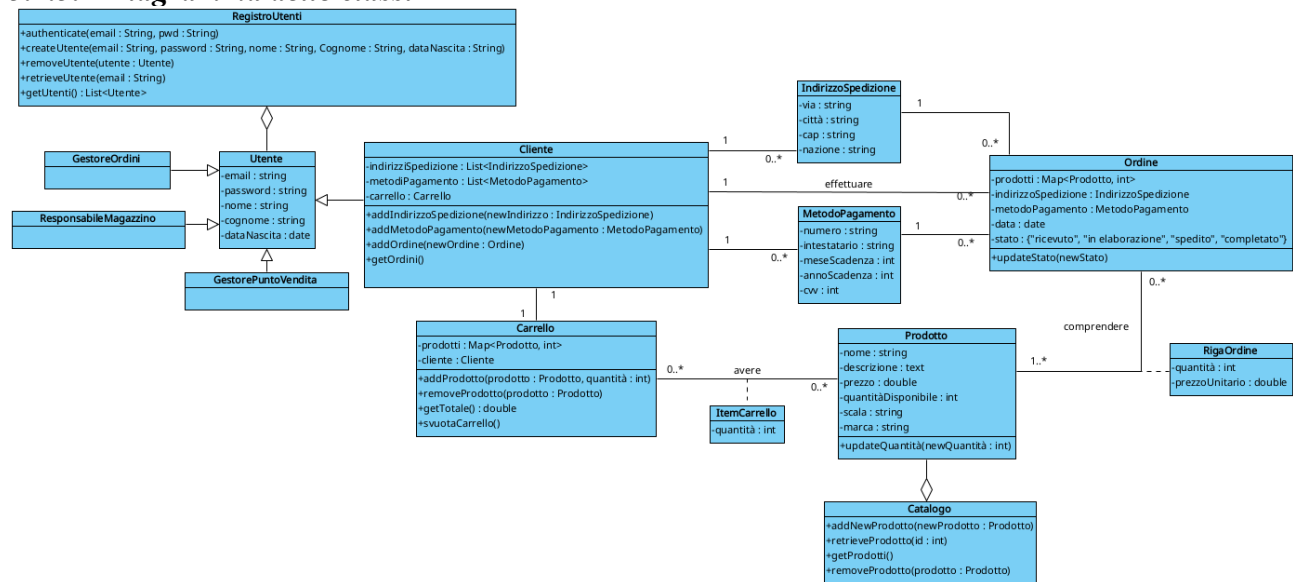 RegistroUtenti
+authenticate(email : String, pwd : String)
+createUtente(email : String, password : String, nome : String, Cognome : String, dataNascita : String)
+removeUtente(utente : Utente)
+retrieveUtente(email : String)
+getUtenti() : List<Utente>
GestoreOrdini
ResponsabileMagazzino
GestorePuntoVendita
Utente
-email : string
-password : string
-nome : string
-cognome : string
-dataNascita : date
Cliente
-indirizziSpedizione : List<IndirizzoSpedizione>
-metodiPagamento : List<MetodoPagamento>
-carrello : Carrello
+addIndirizzoSpedizione(newIndirizzo : IndirizzoSpedizione)
+addMetodoPagamento(newMetodoPagamento : MetodoPagamento)
+addOrdine(newOrdine : Ordine)
+getOrdini()
1
0..*
1
effettuare
0..*
1
0..*
1
1
IndirizzoSpedizione
-via : string
-città : string
-cap : string
-nazione : string
1
0..*
MetodoPagamento
-numero : string
-intestatario : string
-meseScadenza : int
-annoScadenza : int
-cvv : int
1
0..*
Ordine
-prodotti : Map<Prodotto, int>
-indirizzoSpedizione : IndirizzoSpedizione
-metodoPagamento : MetodoPagamento
-data : date
-stato : {"ricevuto", "in elaborazione", "spedito", "completato"}
+updateStato(newStato)
0..*
comprendere
1..*
Carrello
-prodotti : Map<Prodotto, int>
-cliente : Cliente
+addProdotto(prodotto : Prodotto, quantità : int)
+removeProdotto(prodotto : Prodotto)
+getTotale() : double
+svuotaCarrello()
0..*
avere
0..*
ItemCarrello
-quantità : int
Prodotto
-nome : string
-descrizione : text
-prezzo : double
-quantitàDisponibile : int
-scala : string
-marca : string
+updateQuantità(newQuantità : int)
RigaOrdine
-quantità : int
-prezzoUnitario : double
Catalogo
+addNewProdotto(newProdotto : Prodotto)
+retrieveProdotto(id : int)
+getProdotti()
+removeProdotto(prodotto : Prodotto)